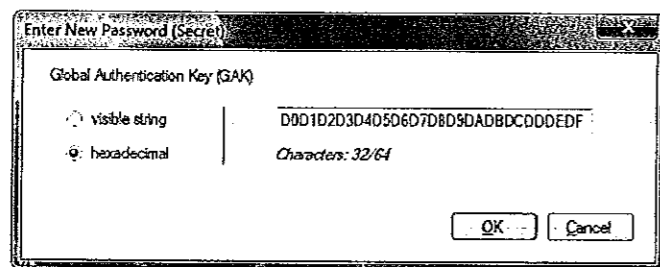 Enter New Password (Secret)
Global Authentication Key (GAK)
visible string
D0D1D2D3D4D5D6D7D8D9DADBDCDDDEDF
hexadecimal
Characters: 32/64
OK
Cancel